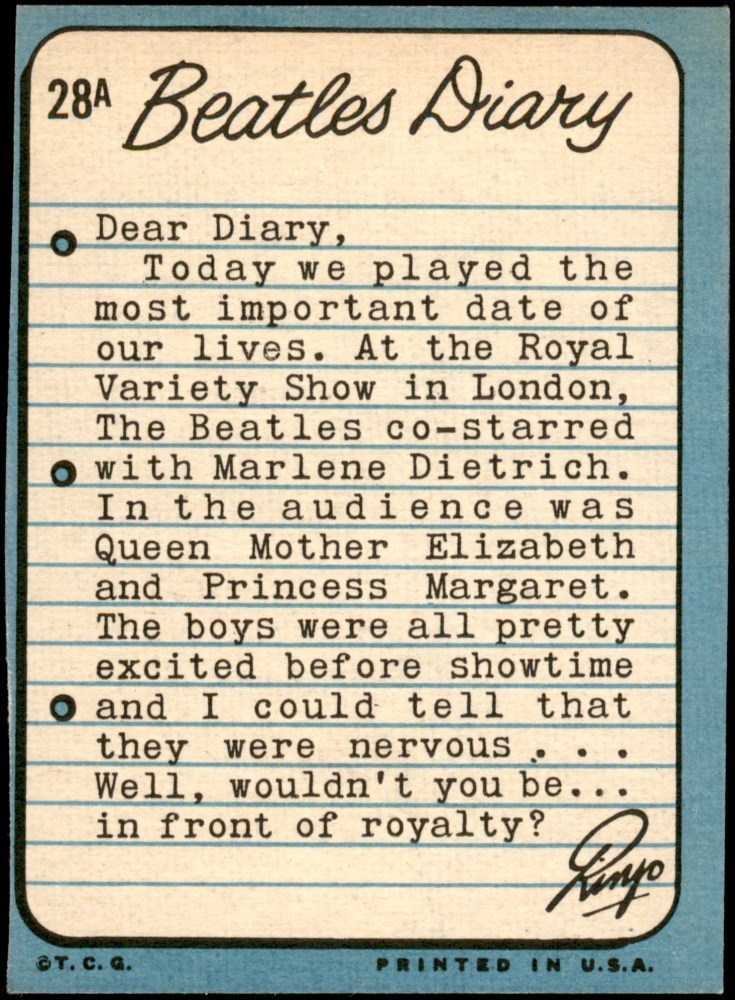 28A Beatles Diary
Dear Diary,
Today we played the
most important date of
our lives. At the Royal
Variety Show in London,
The Beatles co-starred
with Marlene Dietrich.
In the audience was
Queen Mother Elizabeth
and Princess Margaret.
The boys were all pretty
excited before showtime
and I could tell that
they were nervous . . .
Well, wouldn't you be...
in front of royalty?
Ringo
©T. C. G. PRINTED IN U.S.A.